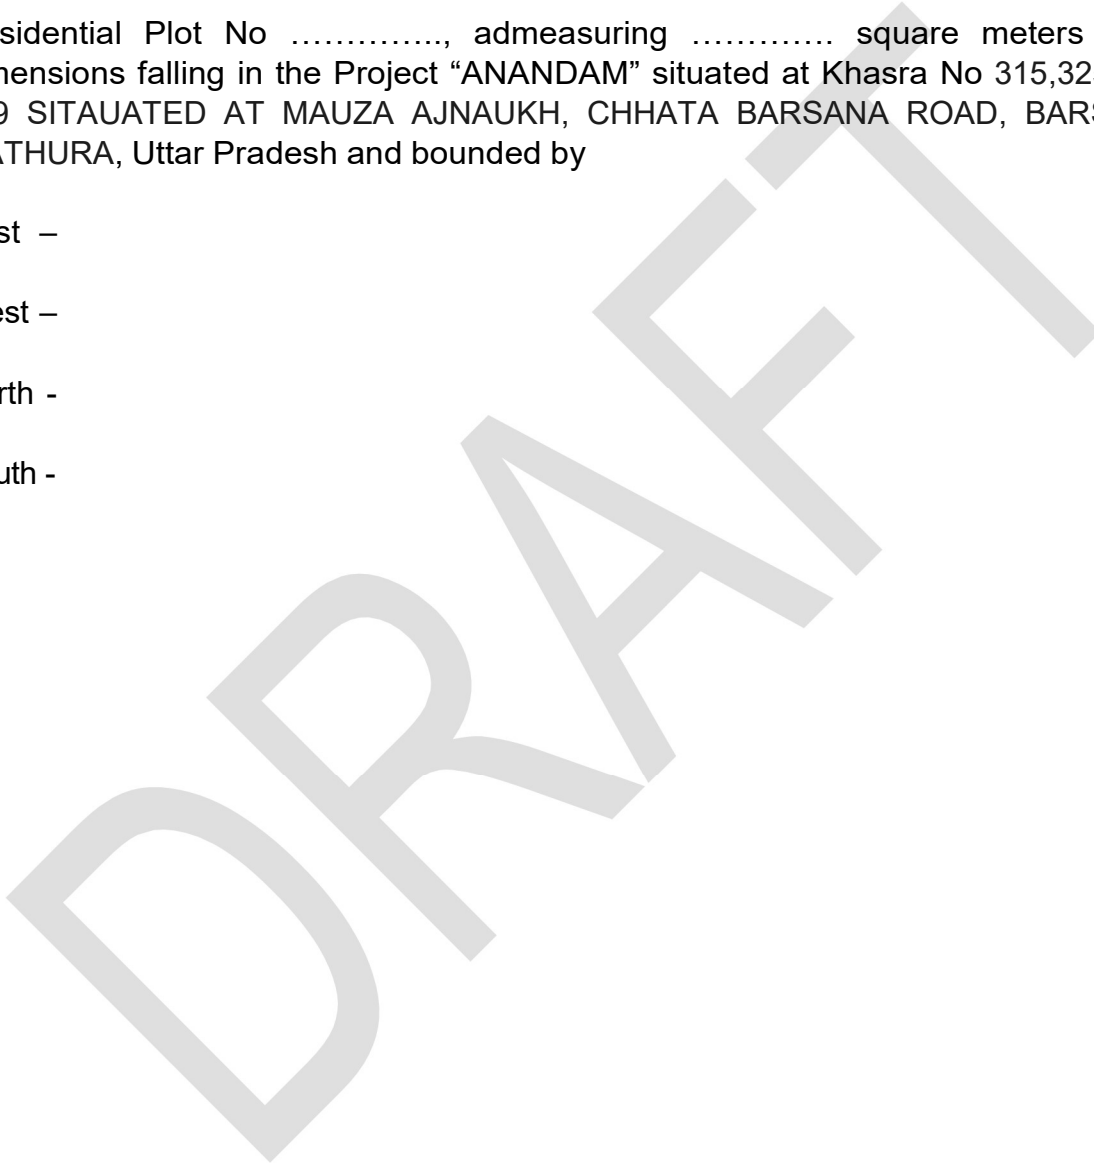 sidential Plot No ………….., admeasuring …………. square meters
mensions falling in the Project “ANANDAM” situated at Khasra No 315,32
9 SITAUATED AT MAUZA AJNAUKH, CHHATA BARSANA ROAD, BARS
ATHURA, Uttar Pradesh and bounded by
st –
est –
rth -
uth -
DRAFT